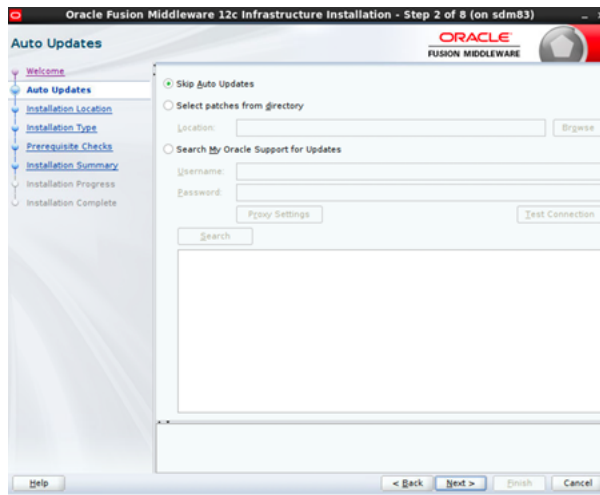 Oracle Fusion Middleware 12c Infrastructure Installation - Step 2 of 8 (on sdm83)
Auto Updates
ORACLE
FUSION MIDDLEWARE
Welcome
Auto Updates
Installation Location
Installation Type
Prerequisite Checks
Installation Summary
Installation Progress
Installation Complete
Skip Auto Updates
Select patches from directory
Location:
Browse
Search My Oracle Support for Updates
Username:
Password:
Proxy Settings
Test Connection
Search
Help
< Back
Next >
Finish
Cancel